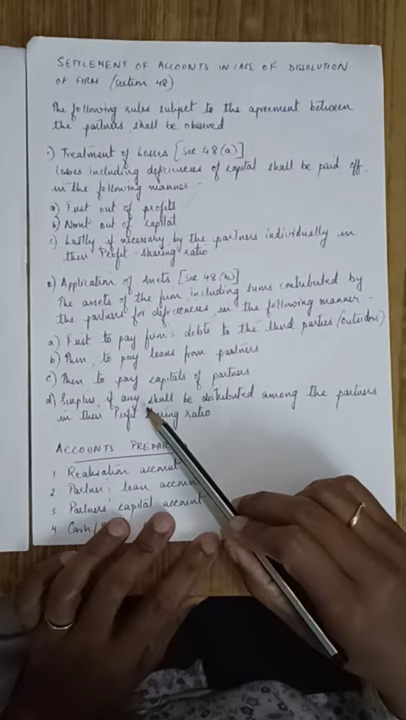 SETTLEMENT OF ACCOUNTS IN CASE OF DISSOLUTION
OF FIRM (Section 48)
The following rules subject to the agreement between
the partners shall be observed
1) Treatment of Losses [Sec 48(a)]
Losses including deficiencies of capital shall be paid off
in the following manner
a) First out of profits
b) Next out of capital
c) Lastly if necessary by the partners individually in
their Profit sharing ratio
2) Application of Assets [Sec 48(b)]
The assets of the firm including sums contributed by
the partners for deficiencies in the following manner
a) First to pay firms debts to the third parties (outsiders)
b) Then to pay loans from partners
c) Then to pay capitals of partners
d) Surplus, if any shall be distributed among the partners
in their Profit sharing ratio
ACCOUNTS
1 Realisation account
2. Partners loan account
3 Partners capital account
4 Cash/